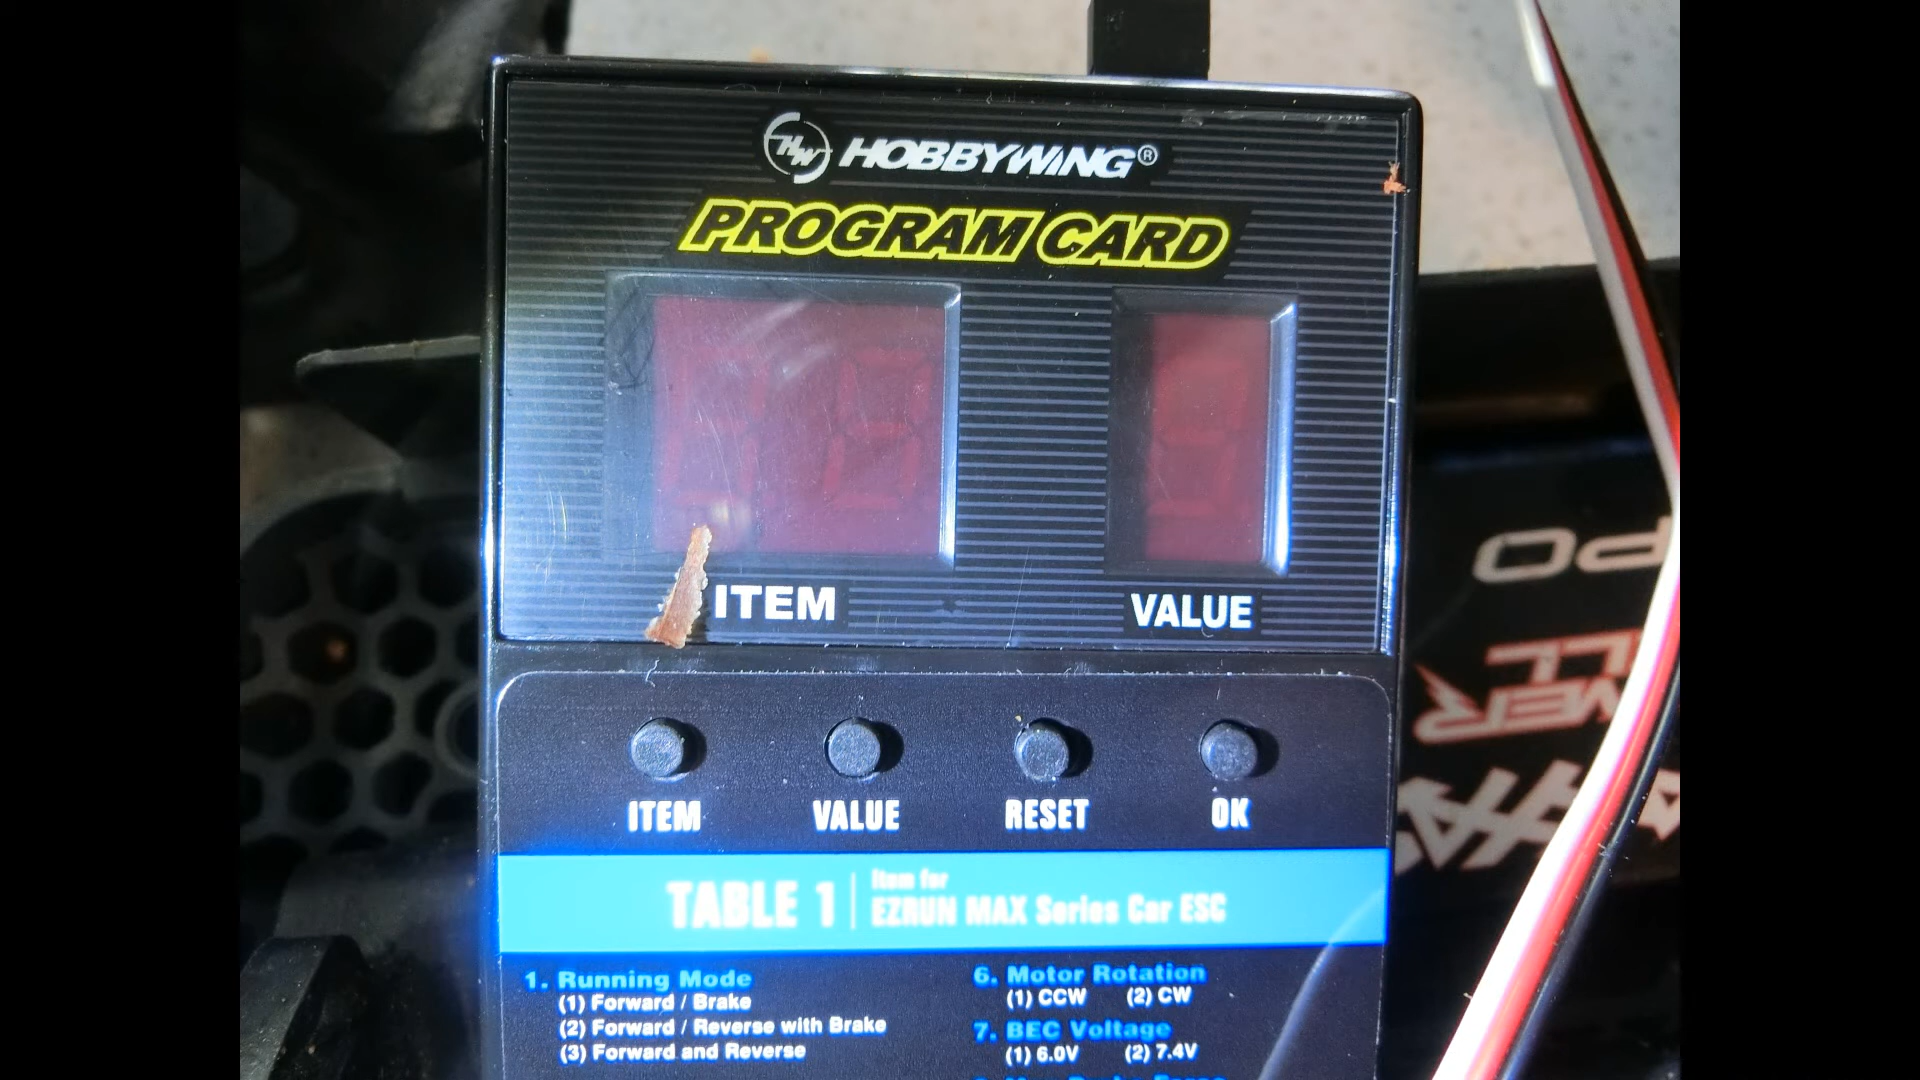 HW HOBBYWING®
PROGRAM CARD
ITEM
VALUE
ITEM VALUE RESET OK
TABLE 1 | Item for
EZRUN MAX Series Car ESC
1. Running Mode
(1) Forward / Brake
(2) Forward / Reverse with Brake
(3) Forward and Reverse
6. Motor Rotation
(1) CCW (2) CW
7. BEC Voltage
(1) 6.0V (2) 7.4V
PO